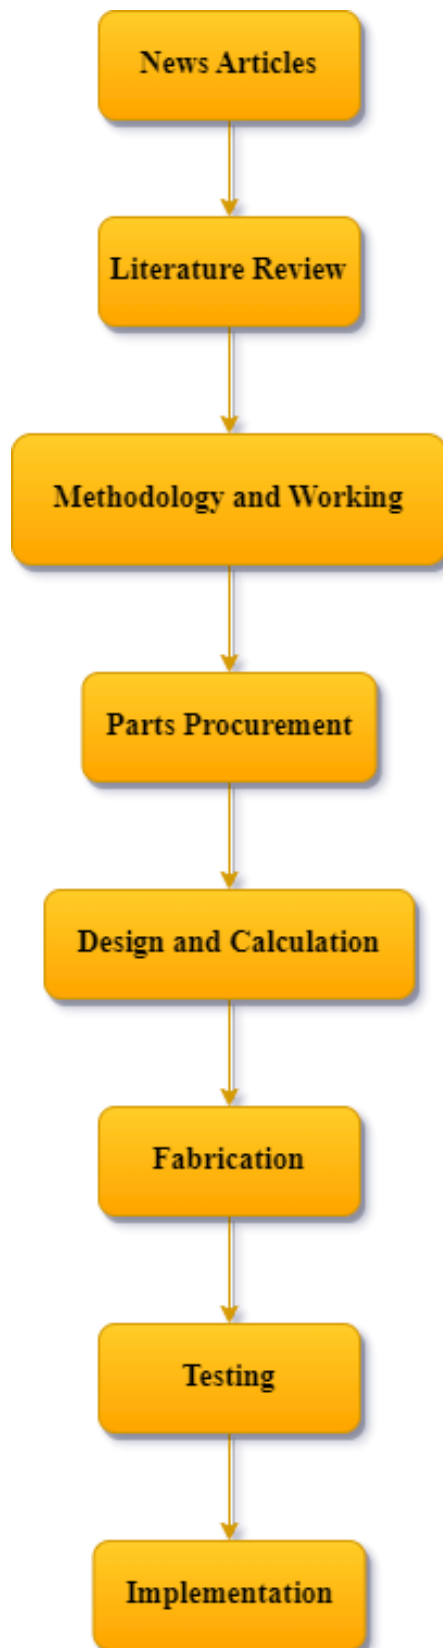 News Articles
Literature Review
Methodology and Working
Parts Procurement
Design and Calculation
Fabrication
Testing
Implementation